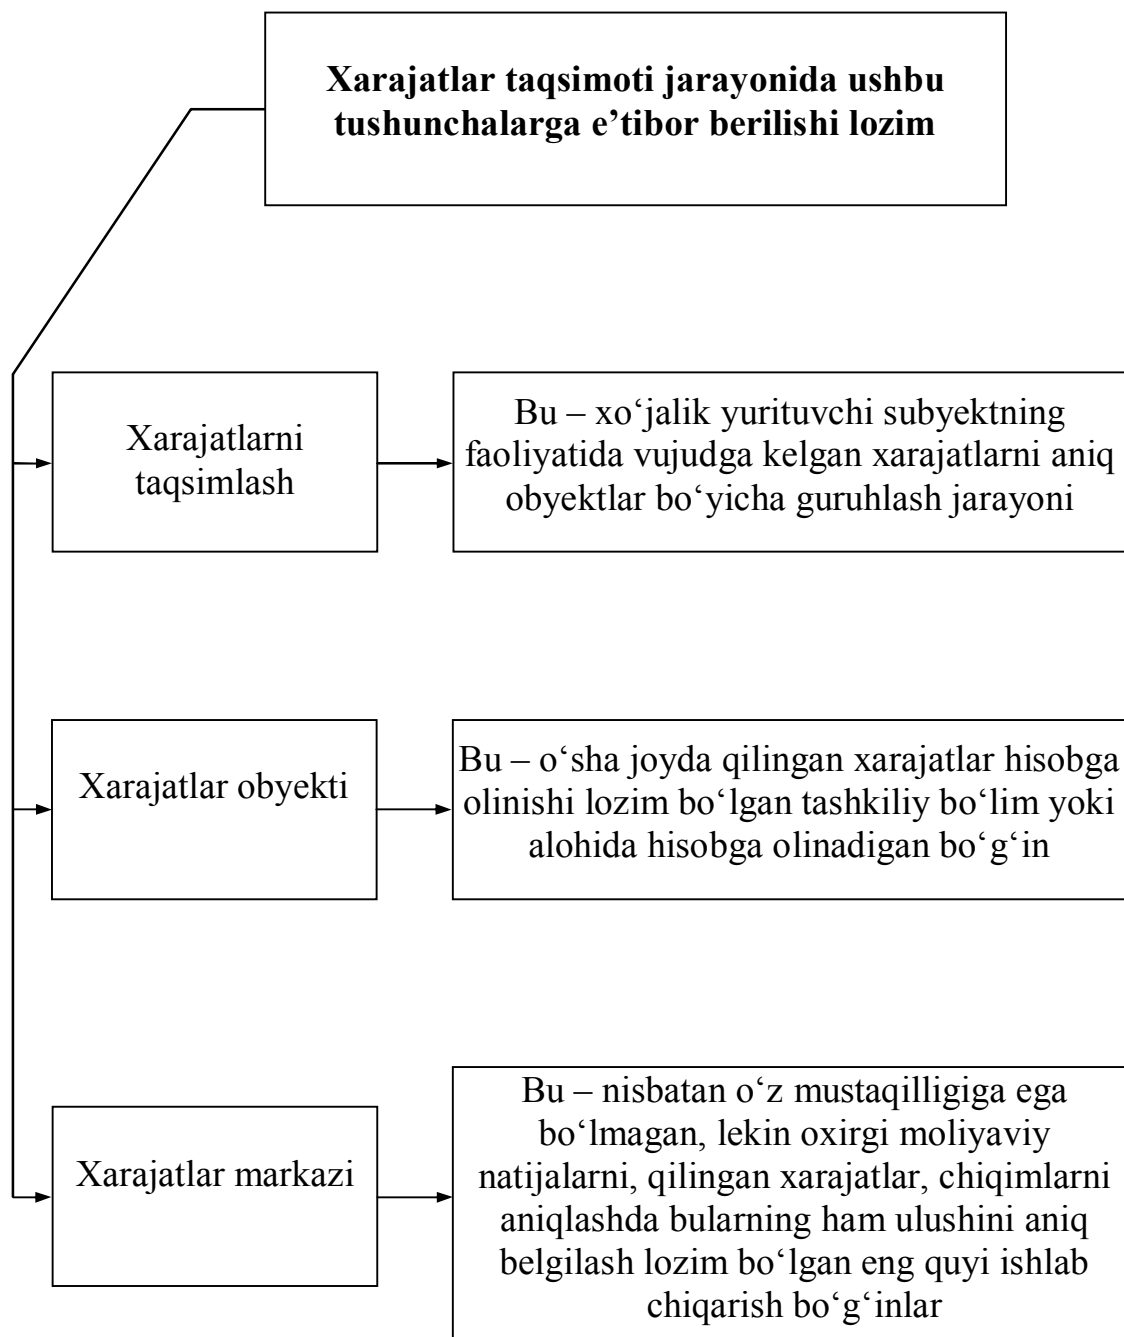 Xarajatlar taqsimoti jarayonida ushbu
tushunchalarga e’tibor berilishi lozim
Xarajatlarni
taqsimlash
Bu – xo‘jalik yurituvchi subyektning
faoliyatida vujudga kelgan xarajatlarni aniq
obyektlar bo‘yicha guruhlash jarayoni
Xarajatlar obyekti
Bu – o‘sha joyda qilingan xarajatlar hisobga
olinishi lozim bo‘lgan tashkiliy bo‘lim yoki
alohida hisobga olinadigan bo‘g‘in
Xarajatlar markazi
Bu – nisbatan o‘z mustaqilligiga ega
bo‘lmagan, lekin oxirgi moliyaviy
natijalarni, qilingan xarajatlar, chiqimlarni
aniqlashda bularning ham ulushini aniq
belgilash lozim bo‘lgan eng quyi ishlab
chiqarish bo‘g‘inlar